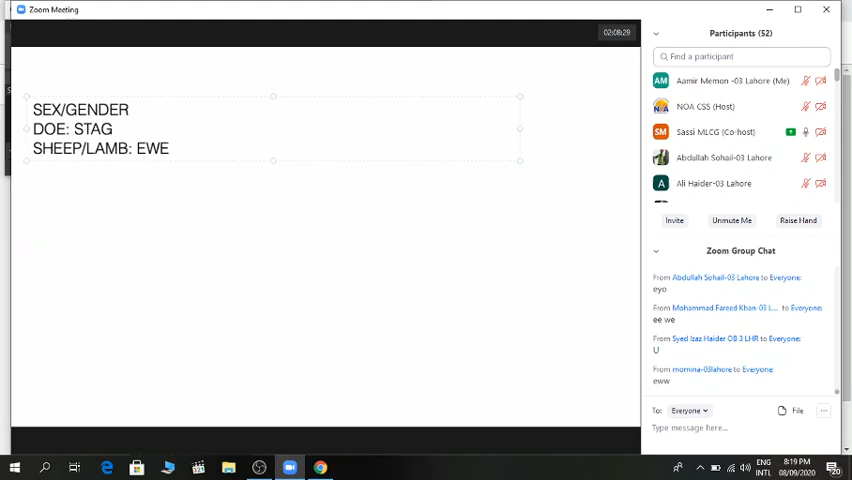 Zoom Meeting
02:08:29
SEX/GENDER
DOE: STAG
SHEEP/LAMB: EWE
Participants (52)
Find a participant
AM Aamir Memon -03 Lahore (Me)
NOA CSS (Host)
SM Sassi MLCG (Co-host)
Abdullah Sohail-03 Lahore
A Ali Haider-03 Lahore
Invite Unmute Me Raise Hand
Zoom Group Chat
From Abdullah Sohail-03 Lahore to Everyone:
eyo
From Mohammad Fareed Khan-03 L... to Everyone:
ee we
From Syed Izaz Haider OB 3 LHR to Everyone:
U
From momina-03lahore to Everyone:
eww
To: Everyone File ...
Type message here...
ENG 8:19 PM
INTL 08/09/2020 20